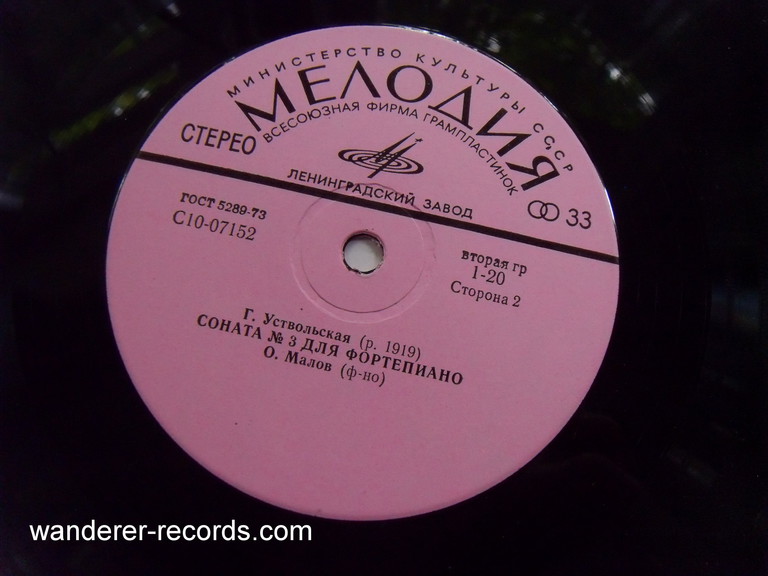 МИНИСТЕРСТВО КУЛЬТУРЫ СССР
МЕЛОДИЯ
ВСЕСОЮЗНАЯ ФИРМА ГРАМПЛАСТИНОК
СТЕРЕО
ЛЕНИНГРАДСКИЙ ЗАВОД
33
ГОСТ 5289-73
С10-07152
вторая гр
1-20
Сторона 2
Г. Уствольская (р. 1919)
СОНАТА № 3 ДЛЯ ФОРТЕПИАНО
О. Малов (ф-но)
wanderer-records.com